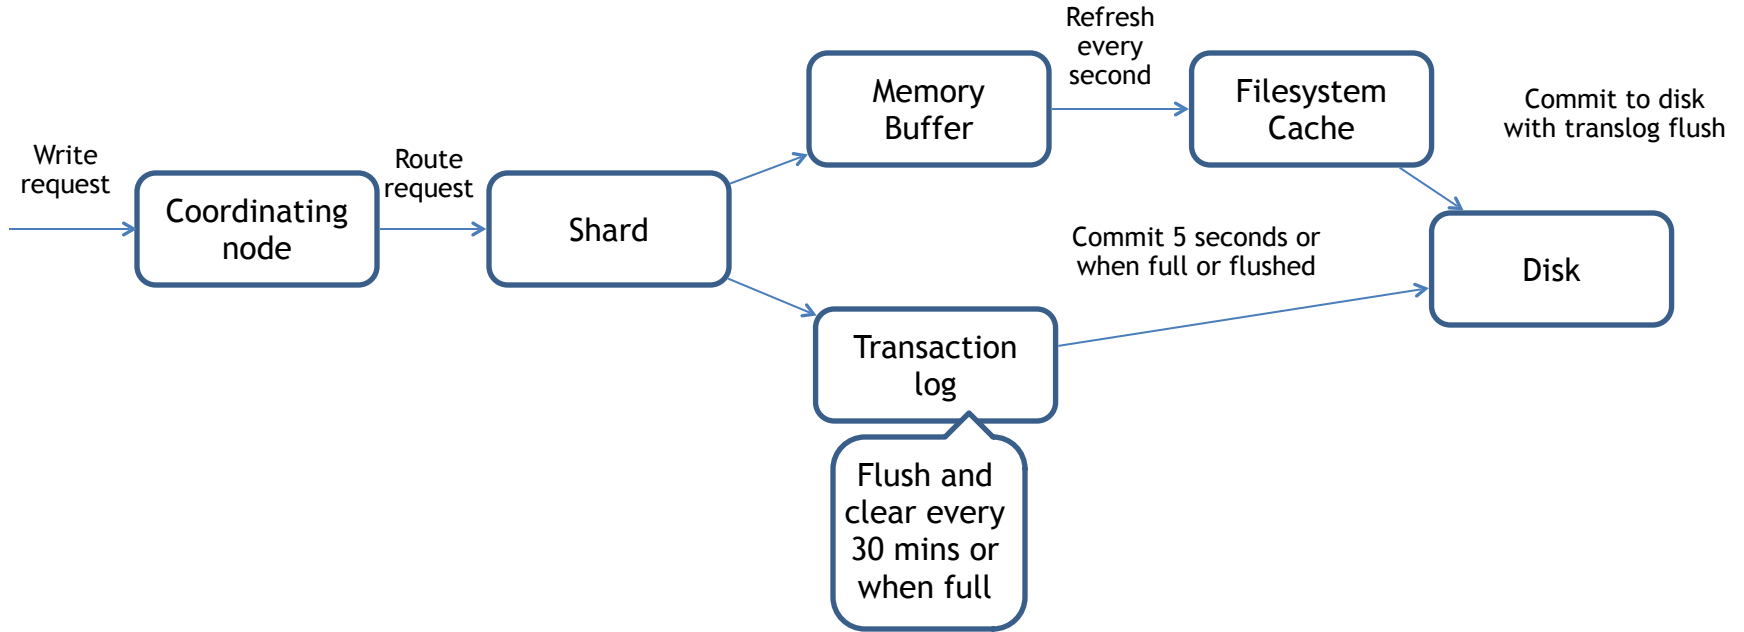 Write
request
Coordinating
node
Route
request
Shard
Memory
Buffer
Refresh
every
second
Filesystem
Cache
Commit to disk
with translog flush
Transaction
log
Commit 5 seconds or
when full or flushed
Disk
Flush and
clear every
30 mins or
when full